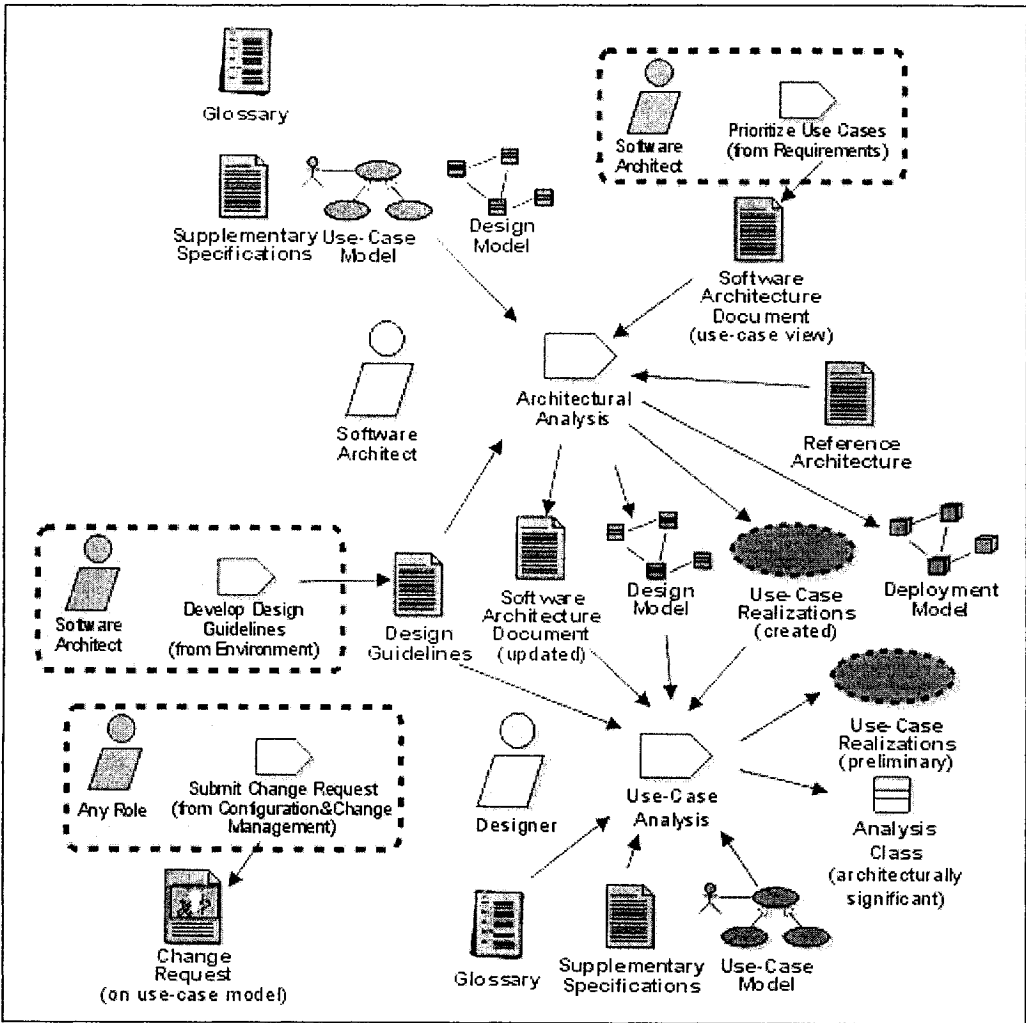 Glossary
Software
Architect
Prioritize Use Cases
(from Requirements)
Supplementary
Specifications
Use-Case
Model
Design
Model
Software
Architecture
Document
(use-case view)
Software
Architect
Architectural
Analysis
Reference
Architecture
Software
Architect
Develop Design
Guidelines
(from Environment)
Design
Guidelines
Software
Architecture
Document
(updated)
Design
Model
Use-Case
Realizations
(created)
Deployment
Model
Any Role
Submit Change Request
(from Configuration&Change
Management)
Designer
Use-Case
Analysis
Use-Case
Realizations
(preliminary)
Analysis
Class
(architecturally
significant)
Change
Request
(on use-case model)
Glossary
Supplementary
Specifications
Use-Case
Model